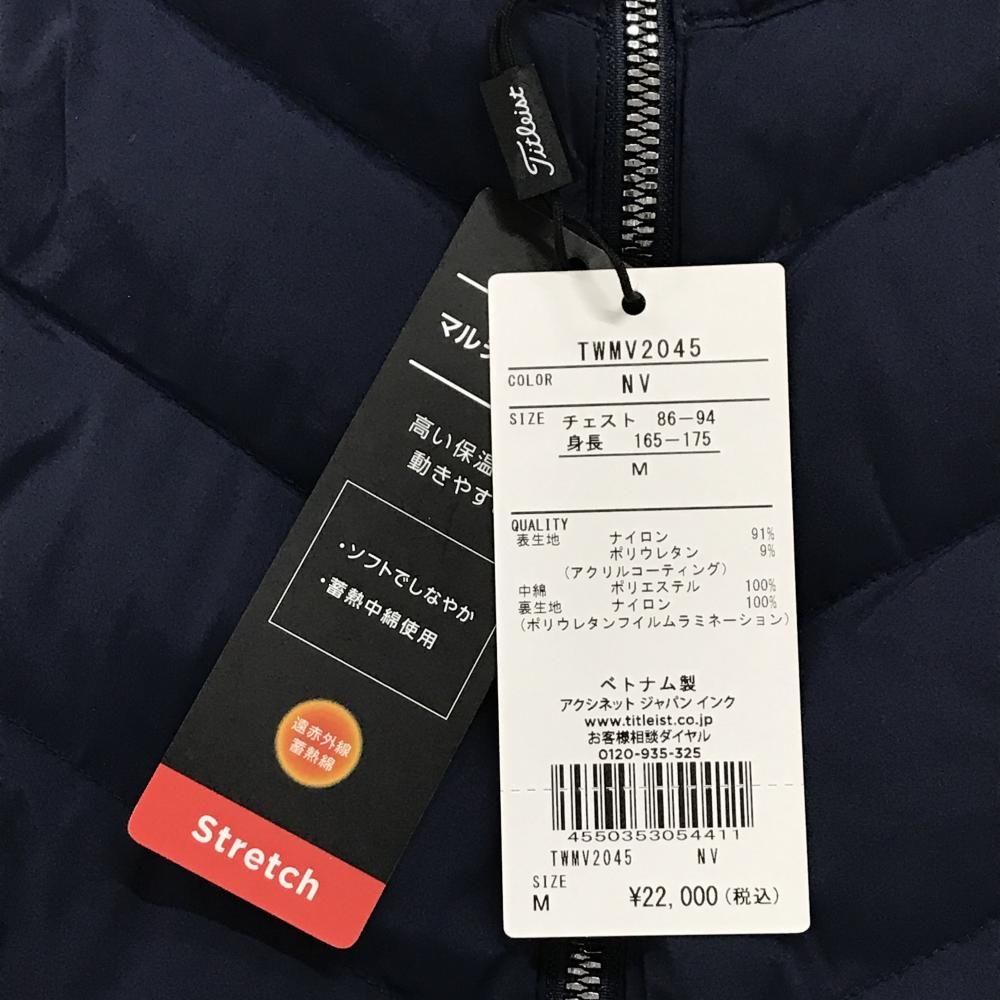 Titleist
高い保温
動きやす
・ソフトでしなやか
・蓄熱中綿使用
遠赤外線
蓄熱綿
Stretch
TWMV2045
COLOR NV
SIZE チェスト 86-94
身長 165-175
M
QUALITY
表生地 ナイロン 91%
ポリウレタン 9%
(アクリルコーティング)
中綿 ポリエステル 100%
裏生地 ナイロン 100%
(ポリウレタンフイルムラミネーション)
ベトナム製
アクシネット ジャパン インク
www.titleist.co.jp
お客様相談ダイヤル
0120-935-325
4550353054411
TWMV2045 NV
SIZE
M ¥22,000(税込)